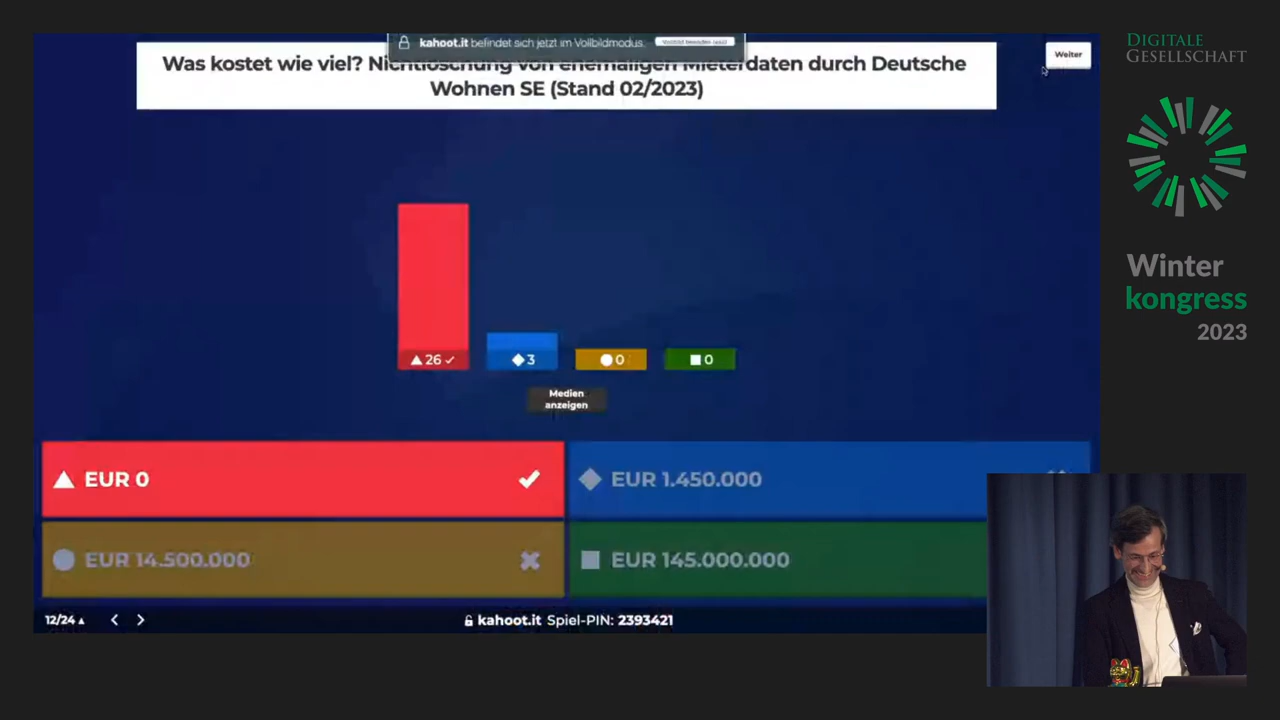 kahoot.it befindet sich jetzt im Vollbildmodus.
Was kostet wie viel? Nichtlöschung von ehemaligen Mieterdaten durch Deutsche
Wohnen SE (Stand 02/2023)
Weiter
26
3
0
0
Medien
anzeigen
EUR 0
EUR 1.450.000
EUR 14.500.000
EUR 145.000.000
12/24
kahoot.it Spiel-PIN: 2393421
DIGITALE
GESELLSCHAFT
Winter
kongress
2023